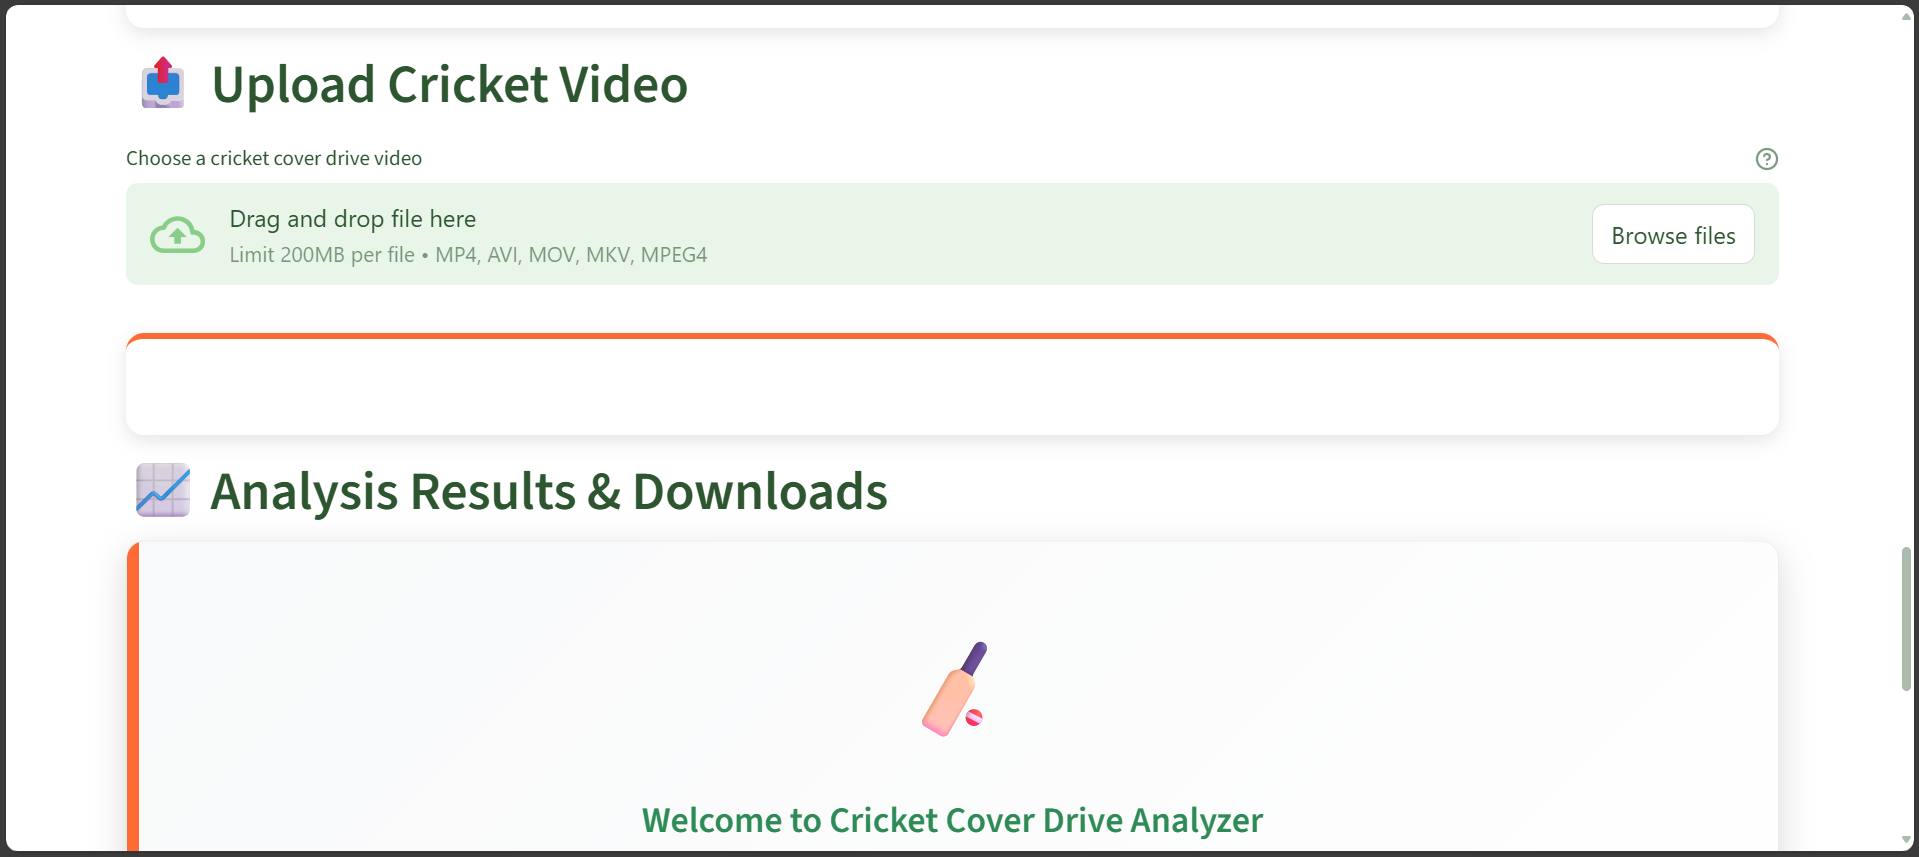 Upload Cricket Video
Choose a cricket cover drive video
Drag and drop file here
Limit 200MB per file • MP4, AVI, MOV, MKV, MPEG4
Browse files
Analysis Results & Downloads
Welcome to Cricket Cover Drive Analyzer